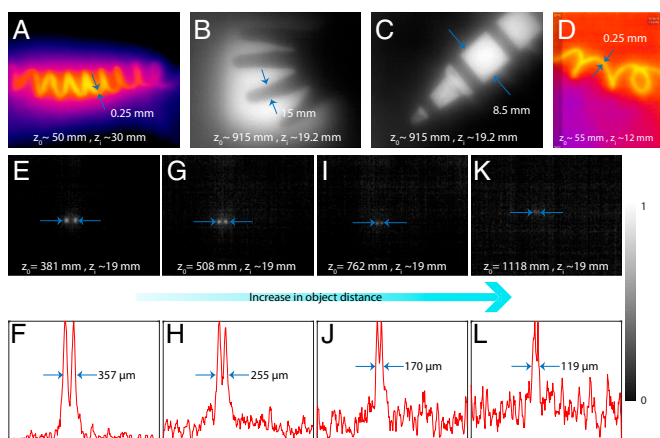 A
0.25 mm
z₀~ 50 mm , zᵢ~ 30 mm
B
15 mm
z₀~ 915 mm , zᵢ~19.2 mm
C
8.5 mm
z₀~ 915 mm , zᵢ~19.2 mm
D
0.25 mm
z₀~ 55 mm , zᵢ~ 12 mm
E
z₀= 381 mm , zᵢ ~19 mm
G
z₀= 508 mm , zᵢ ~19 mm
I
z₀= 762 mm , zᵢ ~19 mm
K
z₀= 1118 mm , zᵢ ~19 mm
1
0
Increase in object distance
F
357 µm
H
255 µm
J
170 µm
L
119 µm